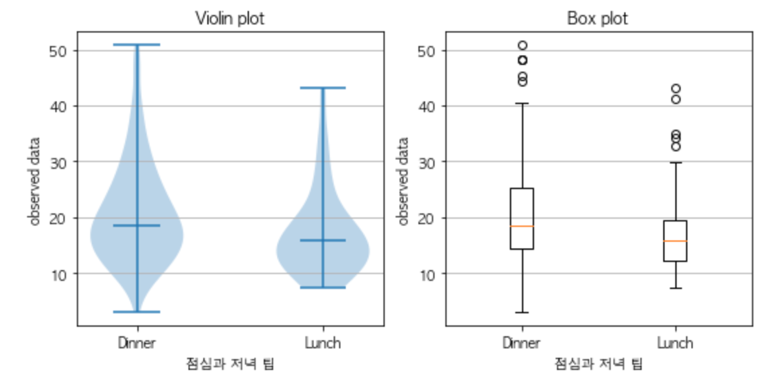 Violin plot
observed data
50
40
30
20
10
Dinner
Lunch
점심과 저녁 팁
Box plot
observed data
50
40
30
20
10
Dinner
Lunch
점심과 저녁 팁